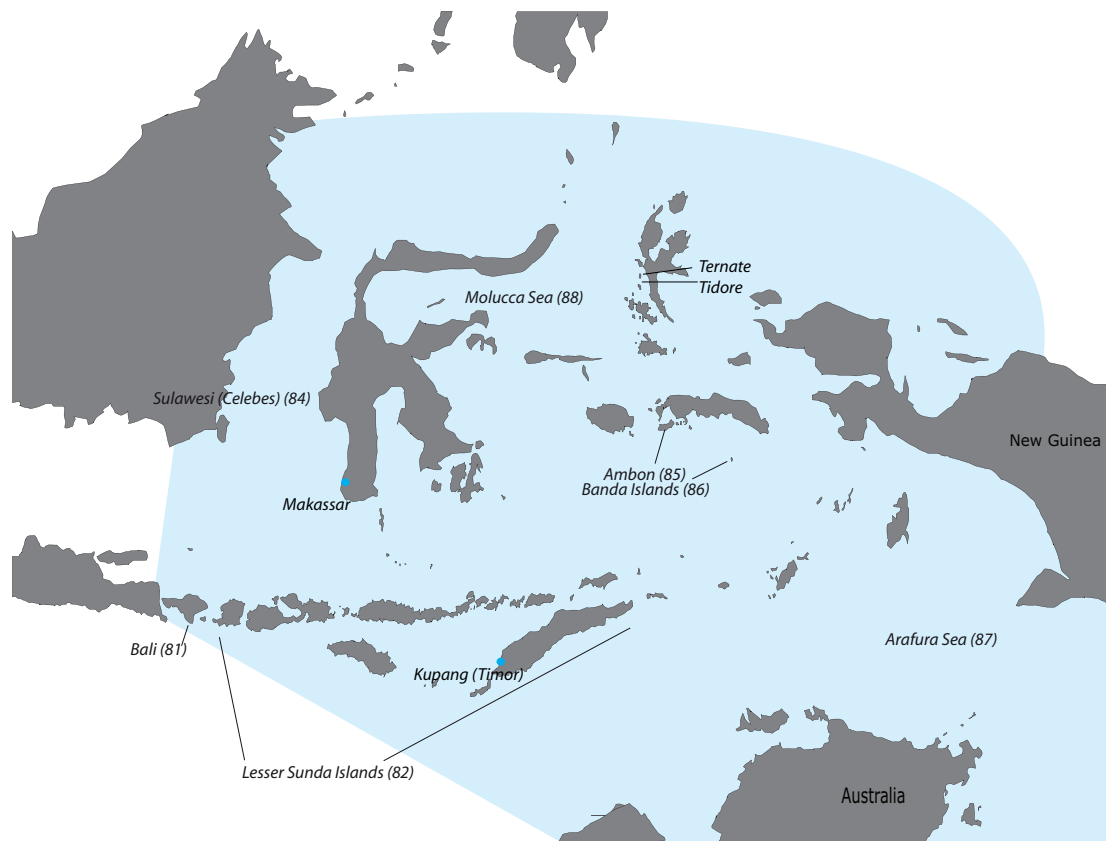 Ternate
Tidore
Molucca Sea (88)
Sulawesi (Celebes) (84)
New Guinea
Ambon (85)
Banda Islands (86)
Makassar
Arafura Sea (87)
Bali (81)
Kupang (Timor)
Lesser Sunda Islands (82)
Australia